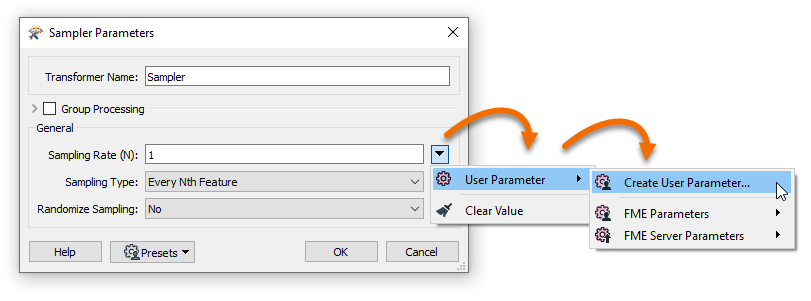 Sampler Parameters
Transformer Name: Sampler
Group Processing
General
Sampling Rate (N): 1
User Parameter
Create User Parameter...
Sampling Type: Every Nth Feature
Clear Value
FME Parameters
Randomize Sampling: No
FME Server Parameters
Help
Presets
OK
Cancel